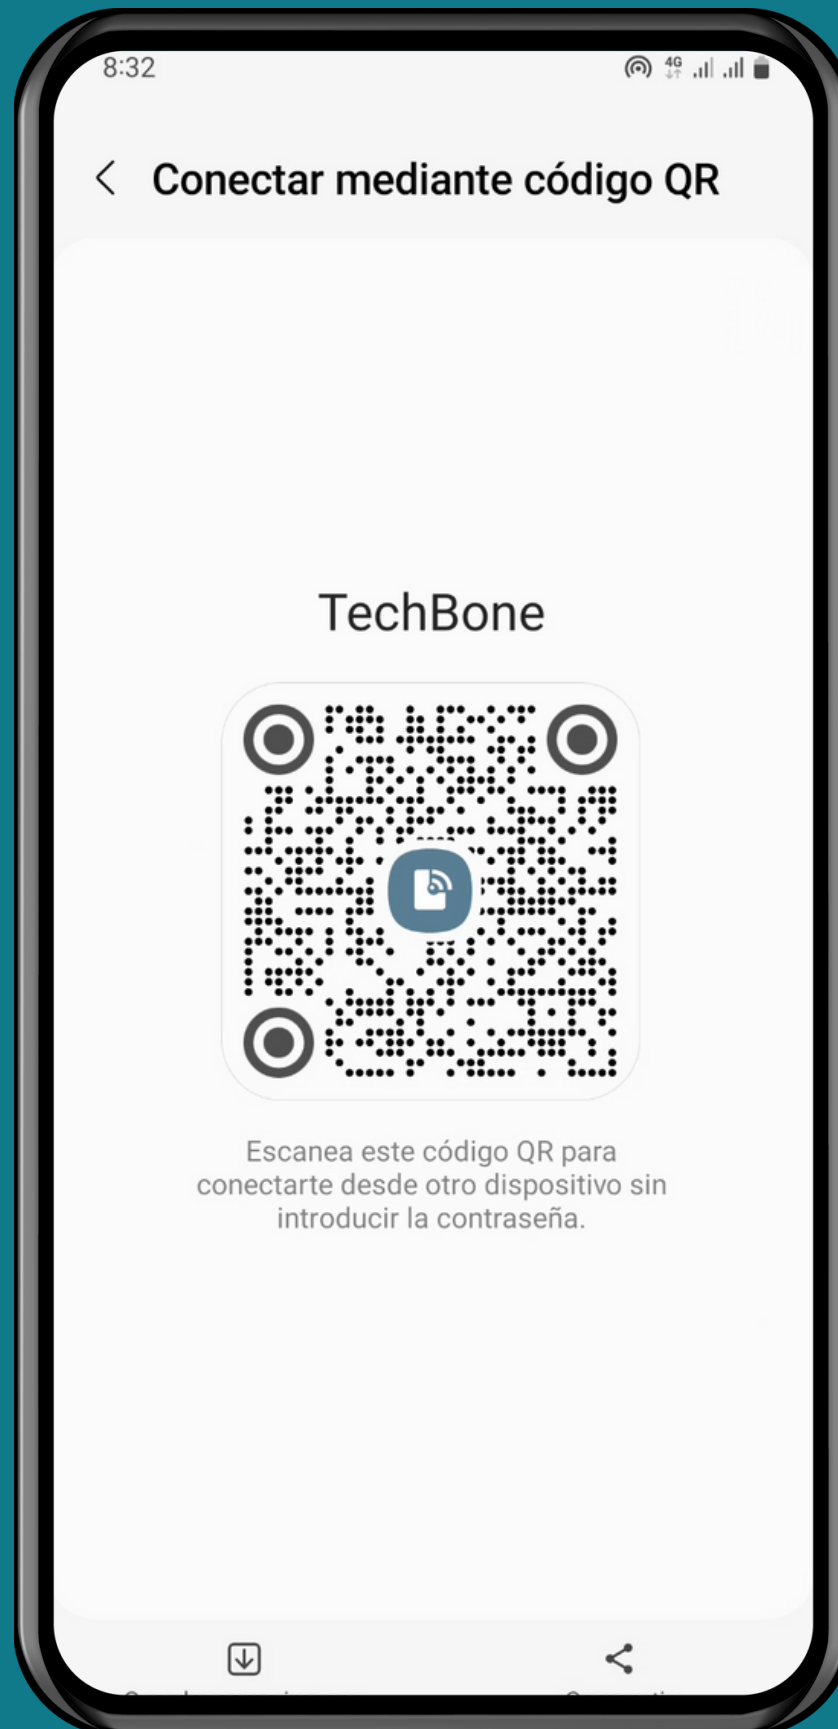 8:32
4G
Conectar mediante código QR
TechBone
Escanea este código QR para
conectarte desde otro dispositivo sin
introducir la contraseña.